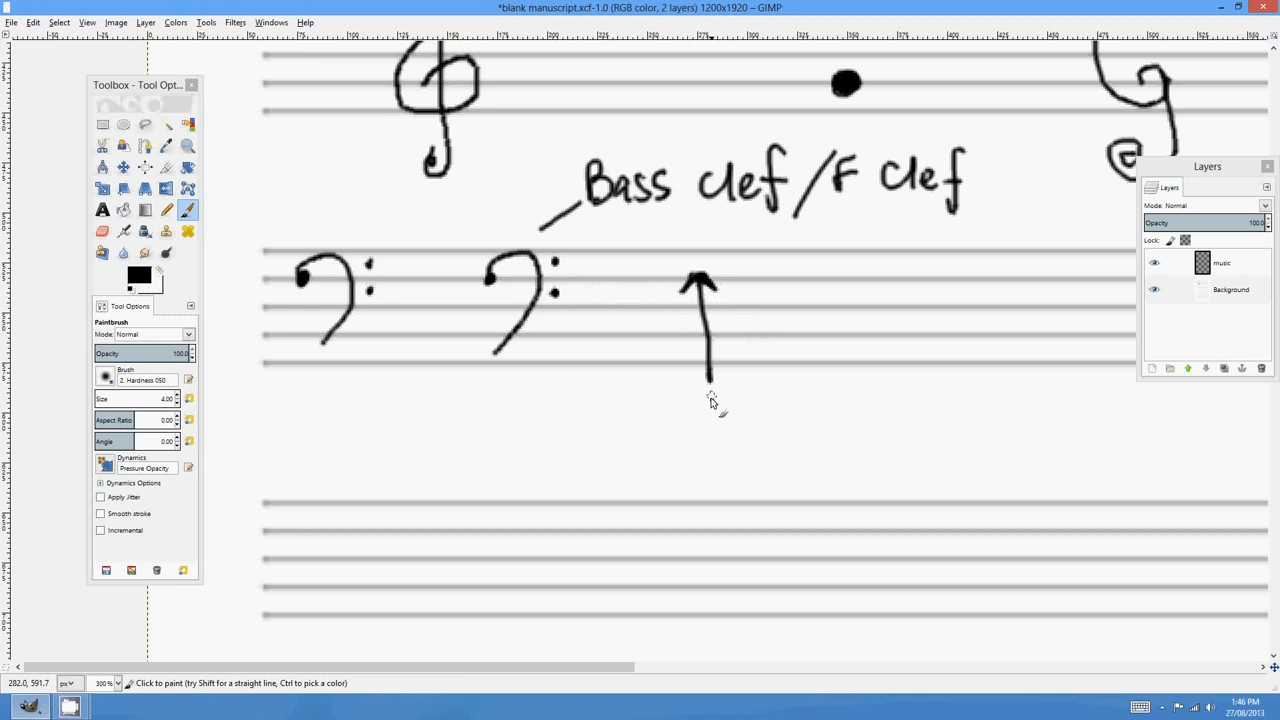 *blank manuscript.xcf-1.0 (RGB color, 2 layers) 1200x1920 – GIMP
File Edit Select View Image Layer Colors Tools Filters Windows Help
Toolbox - Tool Opt...
Bass clef/F Clef
Tool Options
Paintbrush
Mode: Normal
Opacity 100.0
Brush
2. Hardness 050
Size 4.00
Aspect Ratio 0.00
Angle 0.00
Dynamics
Pressure Opacity
Dynamics Options
Apply Jitter
Smooth stroke
Incremental
Layers
Layers
Mode: Normal
Opacity 100.0
Lock:
music
Background
282.0, 591.7 px 300 % Click to paint (try Shift for a straight line, Ctrl to pick a color)
1:46 PM
27/08/2013